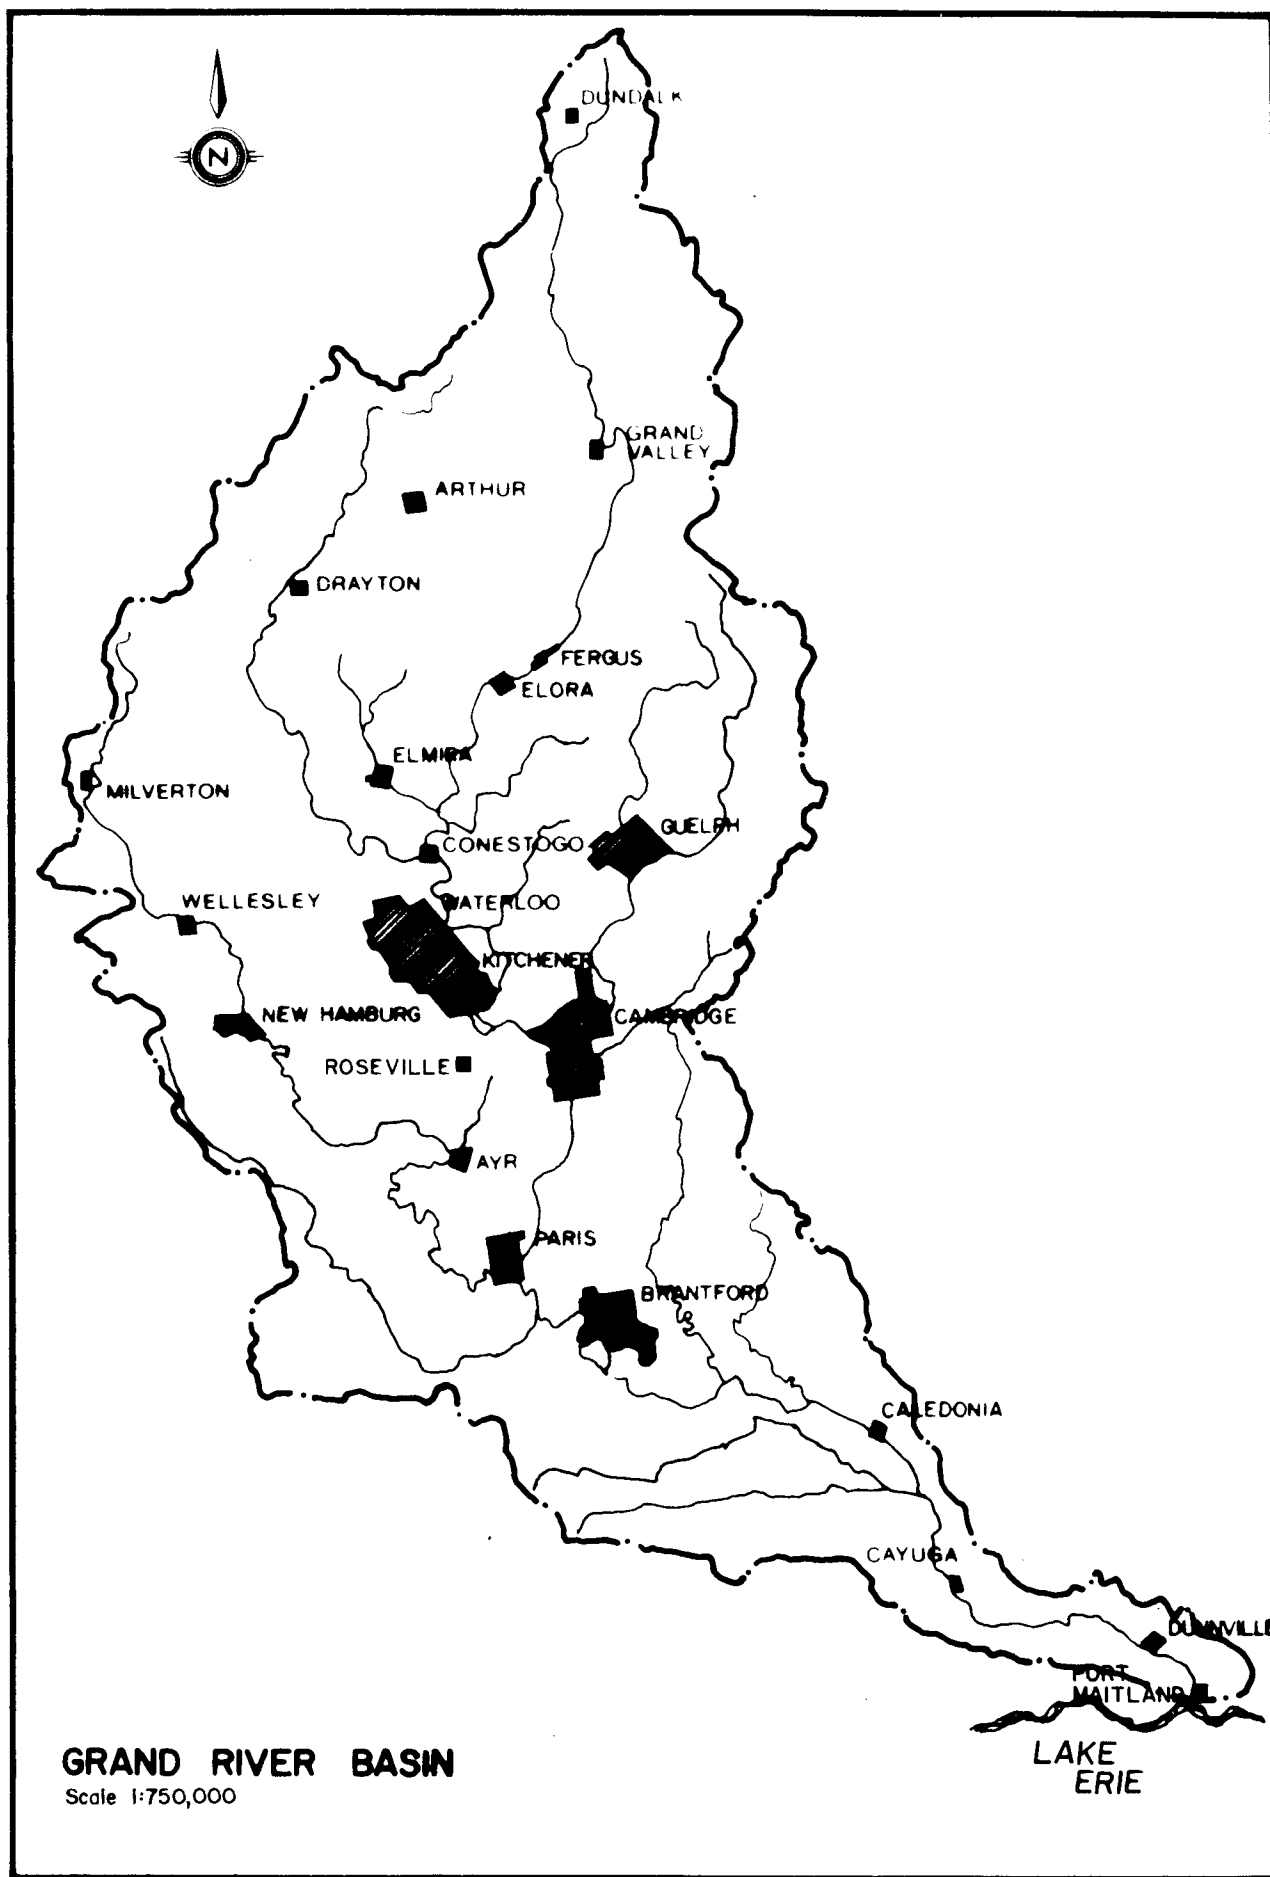 DUNDALK
N
GRAND
VALLEY
ARTHUR
DRAYTON
FERGUS
ELORA
ELMIRA
MILVERTON
GUELPH
CONESTOGO
WELLESLEY
WATERLOO
KITCHENER
NEW HAMBURG
CAMBRIDGE
ROSEVILLE
AYR
PARIS
BRANTFORD
CALEDONIA
CAYUGA
DUNNVILLE
PORT
MAITLAND
LAKE
ERIE
GRAND RIVER BASIN
Scale 1:750,000